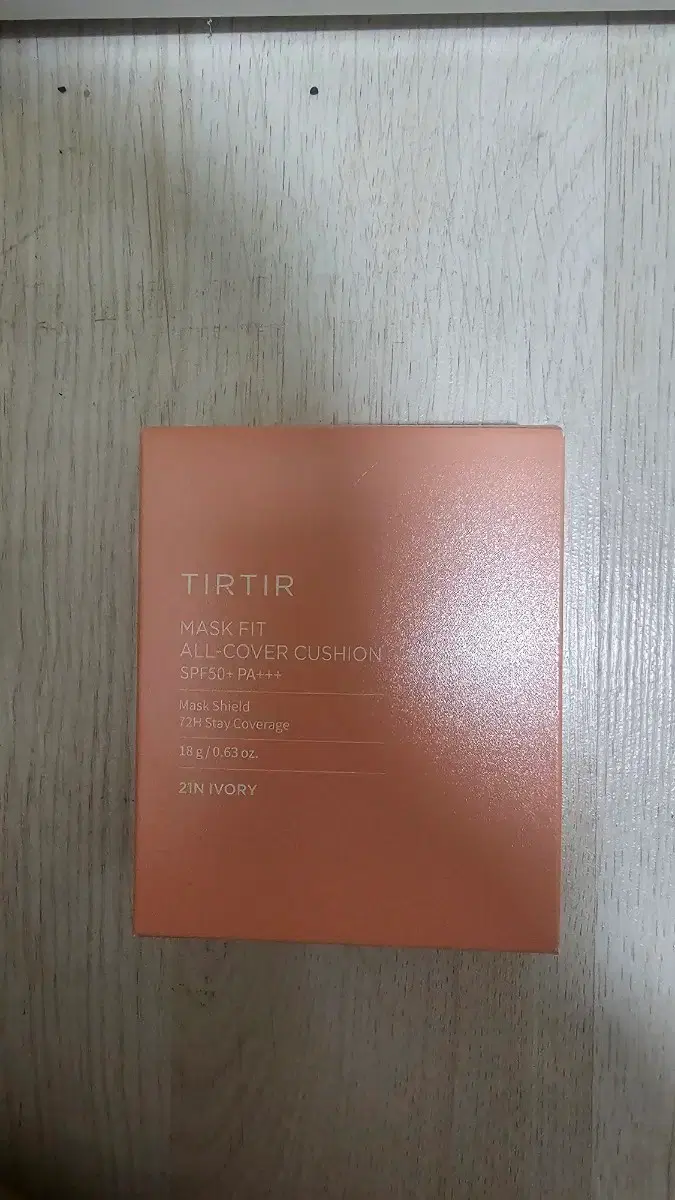 TIRTIR
MASK FIT
ALL-COVER CUSHION
SPF50+ PA+++
Mask Shield
72H Stay Coverage
18 g / 0.63 oz.
21N IVORY